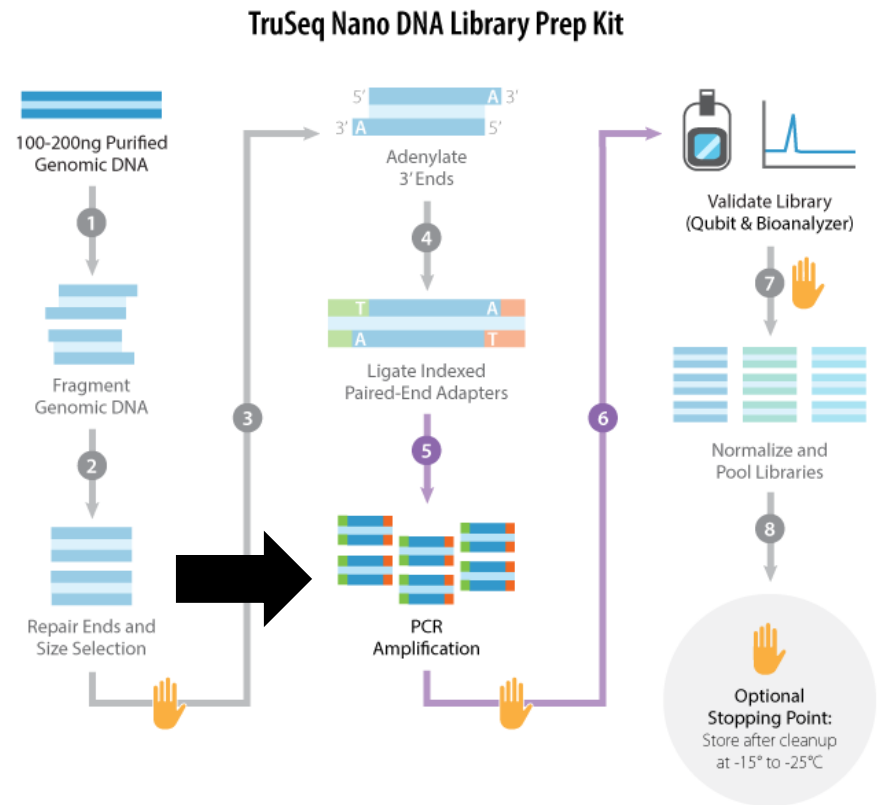 TruSeq Nano DNA Library Prep Kit
100-200ng Purified
Genomic DNA
1
Fragment
Genomic DNA
2
Repair Ends and
Size Selection
3
5’ A 3’
3’ A 5’
Adenylate
3’ Ends
4
T A
A T
Ligate Indexed
Paired-End Adapters
5
PCR
Amplification
6
Validate Library
(Qubit & Bioanalyzer)
7
Normalize and
Pool Libraries
8
Optional
Stopping Point:
Store after cleanup
at -15° to -25°C